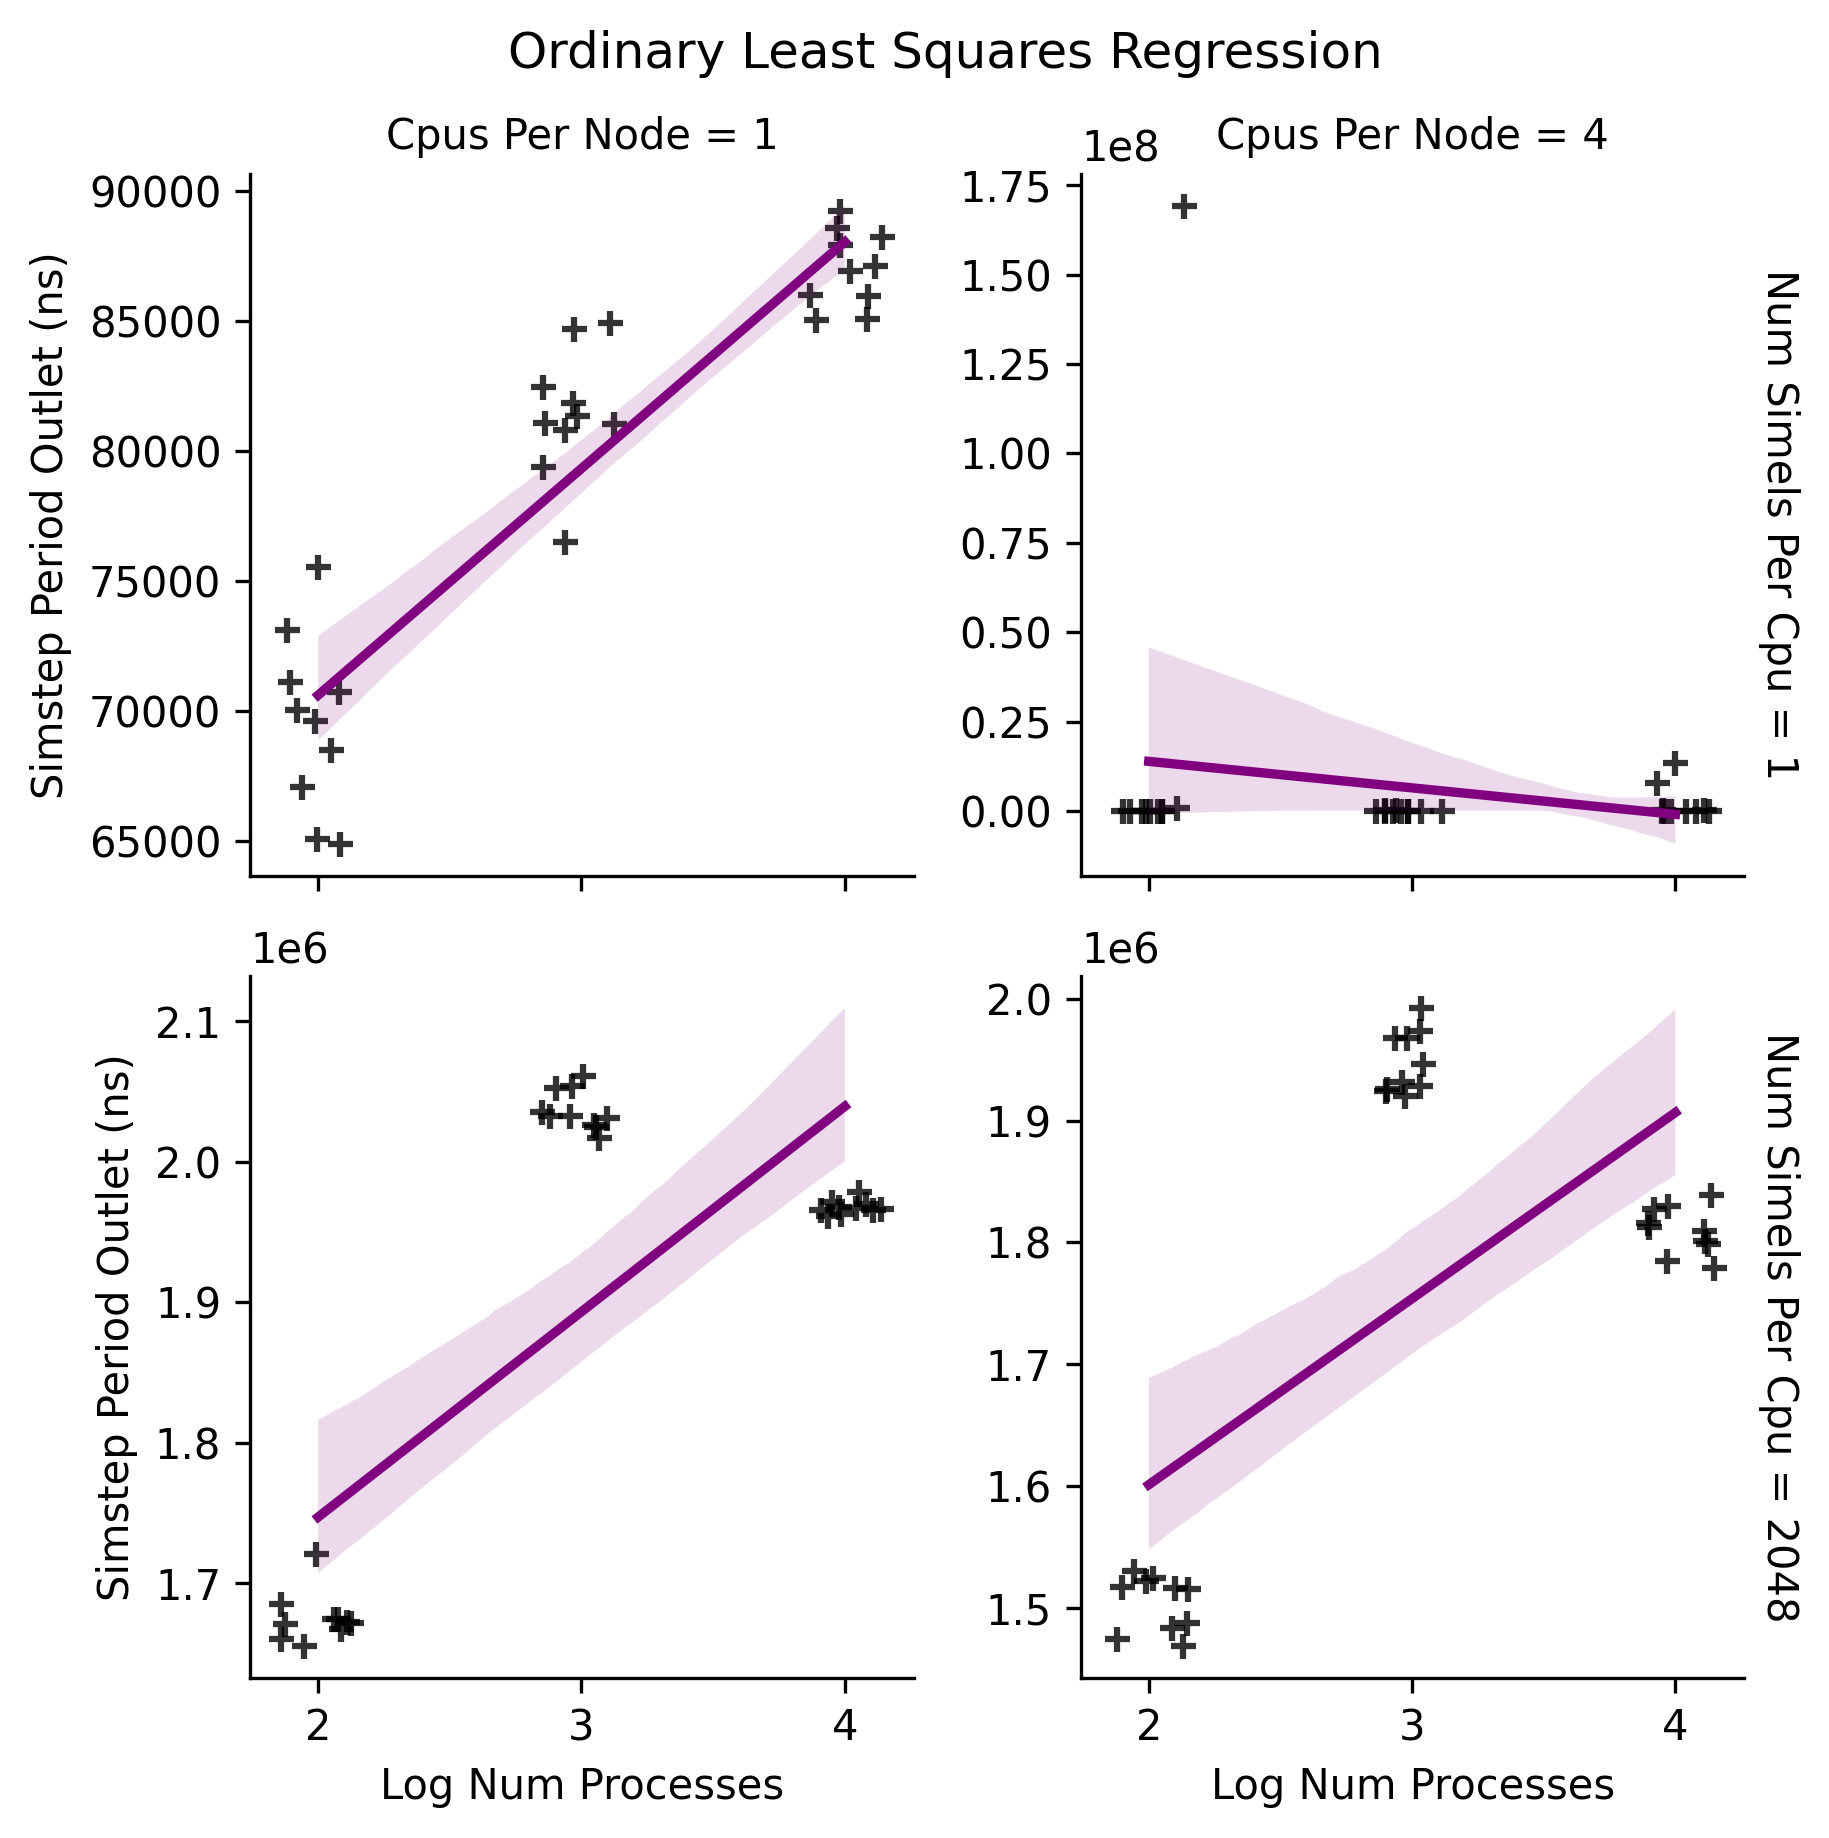 Ordinary Least Squares Regression
Cpus Per Node = 1
Cpus Per Node = 4
1e8
90000
85000
80000
75000
70000
65000
Simstep Period Outlet (ns)
1.75
1.50
1.25
1.00
0.75
0.50
0.25
0.00
Num Simels Per Cpu = 1
1e6
2.1
2.0
1.9
1.8
1.7
Simstep Period Outlet (ns)
2
3
4
Log Num Processes
1e6
2.0
1.9
1.8
1.7
1.6
1.5
Num Simels Per Cpu = 2048
2
3
4
Log Num Processes